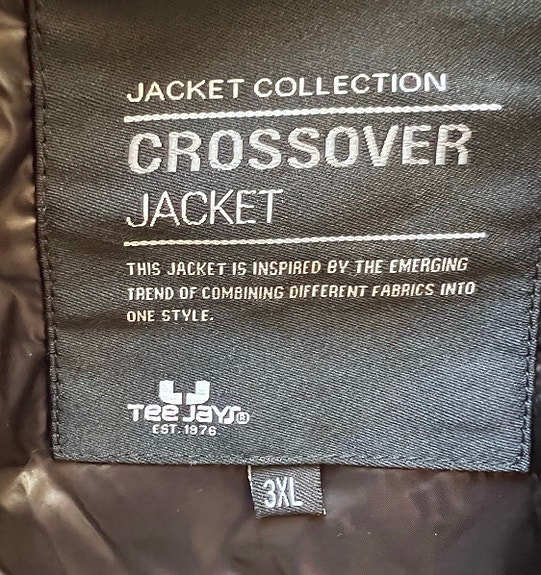 JACKET COLLECTION
CROSSOVER
JACKET
THIS JACKET IS INSPIRED BY THE EMERGING
TREND OF COMBINING DIFFERENT FABRICS INTO
ONE STYLE.
TEE JAYS®
EST. 1976
3XL